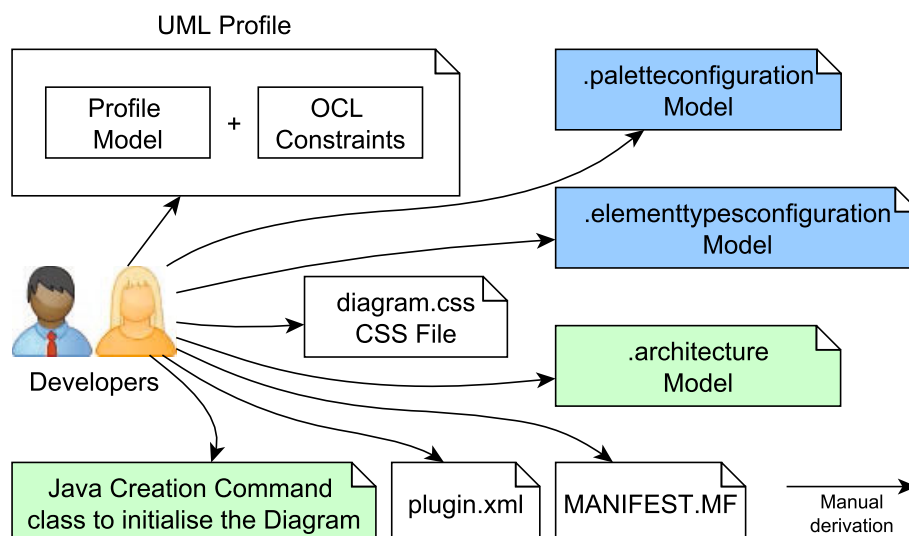 UML Profile
Profile
Model
+
OCL
Constraints
.paletteconfiguration
Model
.elementtypesconfiguration
Model
diagram.css
CSS File
.architecture
Model
Developers
Java Creation Command
class to initialise the Diagram
plugin.xml
MANIFEST.MF
Manual
derivation